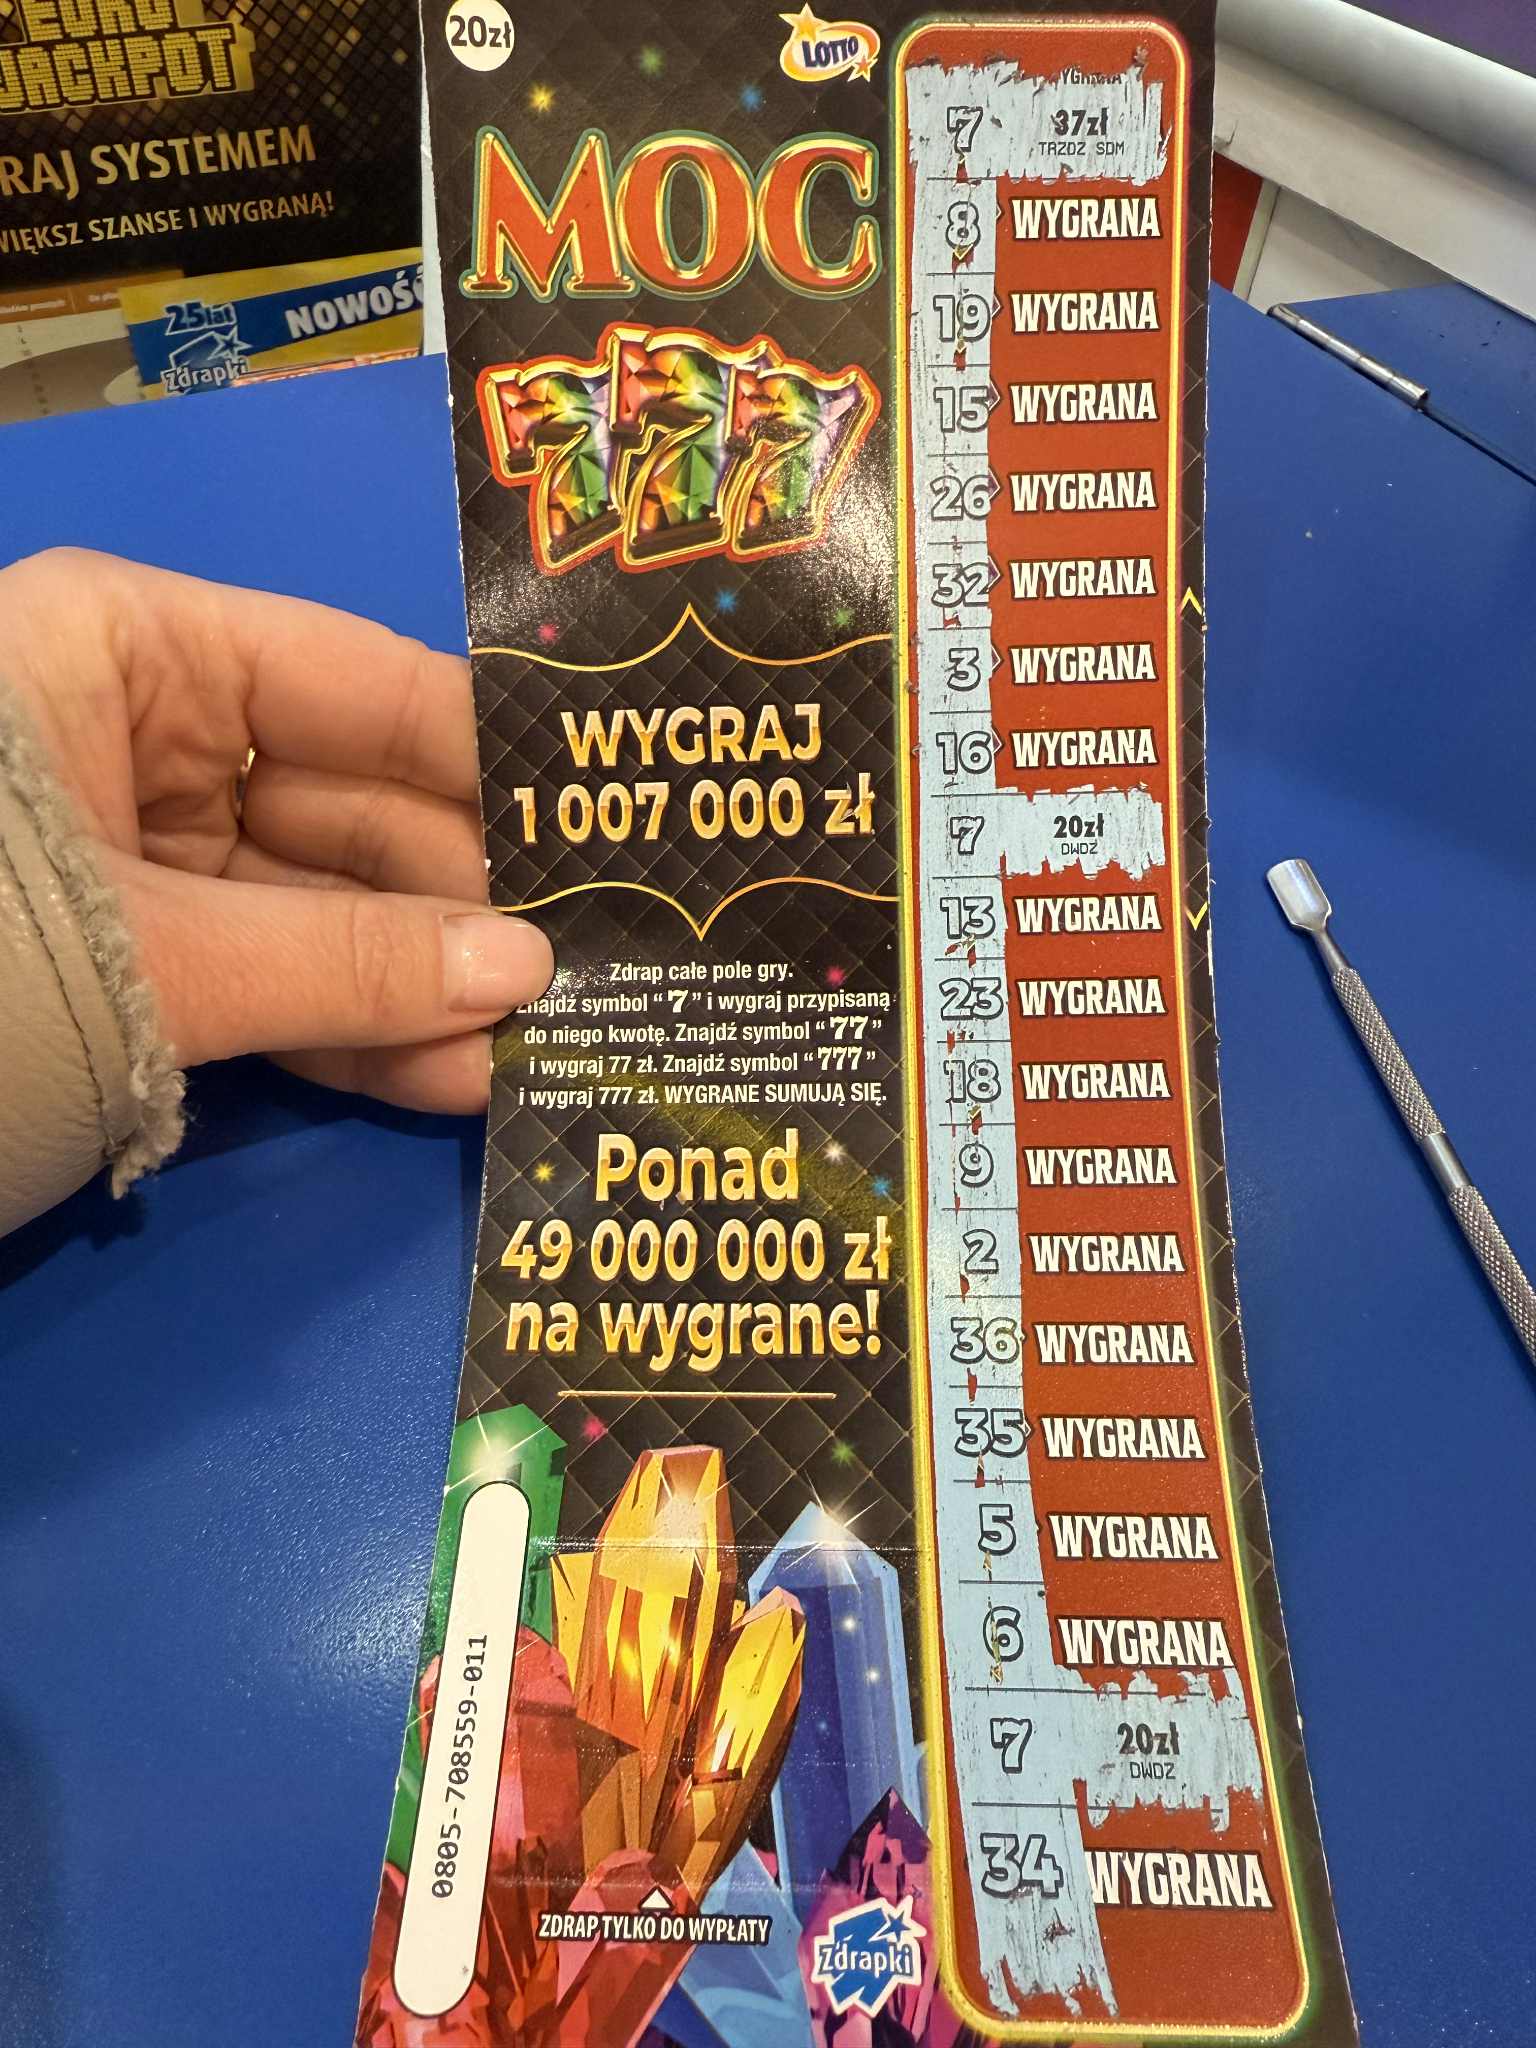 EURO
JACKPOT
RAJ SYSTEMEM
WIĘKSZ SZANSE I WYGRANĄ!
25lat
NOWOŚĆ
Zdrapki
20zł
LOTTO
MOC
777
WYGRAJ
1 007 000 zł
Zdrap całe pole gry.
Znajdź symbol “7” i wygraj przypisaną
do niego kwotę. Znajdź symbol “77”
i wygraj 77 zł. Znajdź symbol “777”
i wygraj 777 zł. WYGRANE SUMUJĄ SIĘ.
Ponad
49 000 000 zł
na wygrane!
0805-708559-011
ZDRAP TYLKO DO WYPŁATY
Zdrapki
7 37zł
TRZDZ SDM
8 WYGRANA
19 WYGRANA
15 WYGRANA
26 WYGRANA
32 WYGRANA
3 WYGRANA
16 WYGRANA
7 20zł
DWDZ
13 WYGRANA
23 WYGRANA
18 WYGRANA
9 WYGRANA
2 WYGRANA
36 WYGRANA
35 WYGRANA
5 WYGRANA
6 WYGRANA
7 20zł
DWDZ
34 WYGRANA